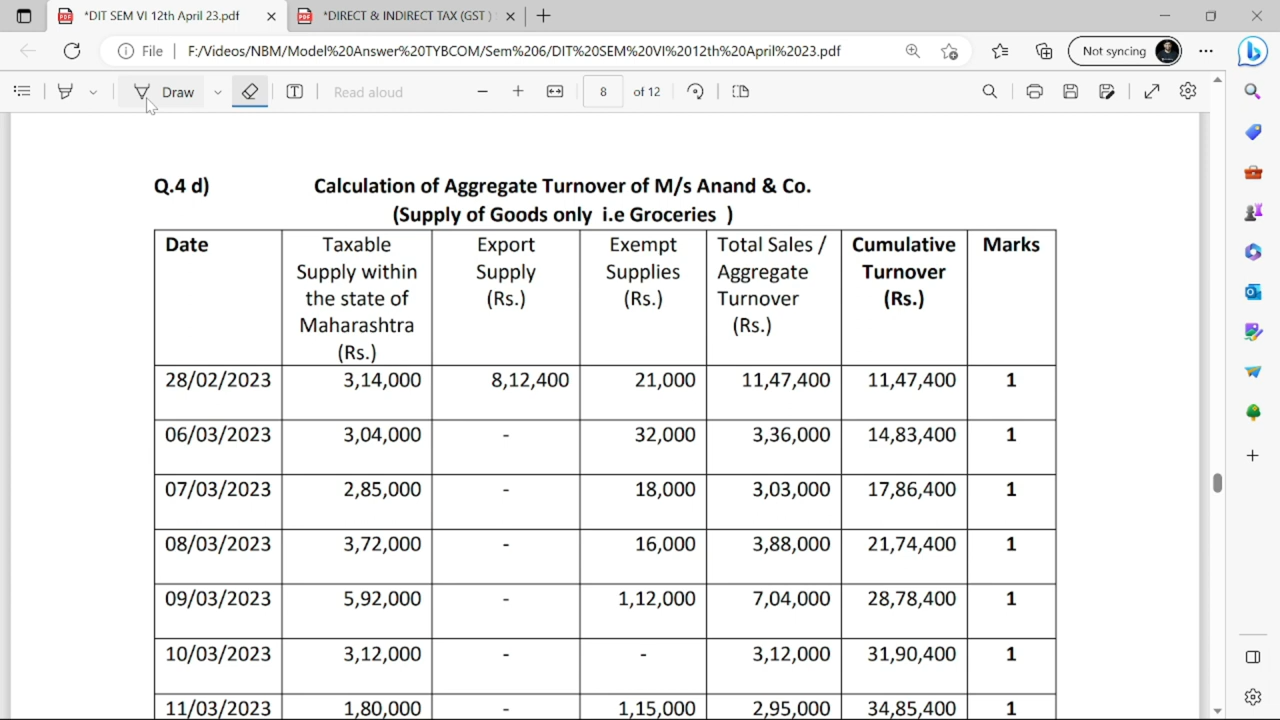 *DIT SEM VI 12th April 23.pdf
*DIRECT & INDIRECT TAX (GST )
File
F:/Videos/NBM/Model%20Answer%20TYBCOM/Sem%206/DIT%20SEM%20VI%2012th%20April%2023.pdf
Not syncing
Draw
Read aloud
8 of 12
Q.4 d) Calculation of Aggregate Turnover of M/s Anand & Co.
(Supply of Goods only i.e Groceries )
Date Taxable Export Exempt Total Sales / Cumulative Marks
Supply within Supply Supplies Aggregate Turnover
the state of (Rs.) (Rs.) Turnover (Rs.)
Maharashtra (Rs.)
(Rs.)
28/02/2023 3,14,000 8,12,400 21,000 11,47,400 11,47,400 1
06/03/2023 3,04,000 - 32,000 3,36,000 14,83,400 1
07/03/2023 2,85,000 - 18,000 3,03,000 17,86,400 1
08/03/2023 3,72,000 - 16,000 3,88,000 21,74,400 1
09/03/2023 5,92,000 - 1,12,000 7,04,000 28,78,400 1
10/03/2023 3,12,000 - - 3,12,000 31,90,400 1
11/03/2023 1,80,000 - 1,15,000 2,95,000 34,85,400 1